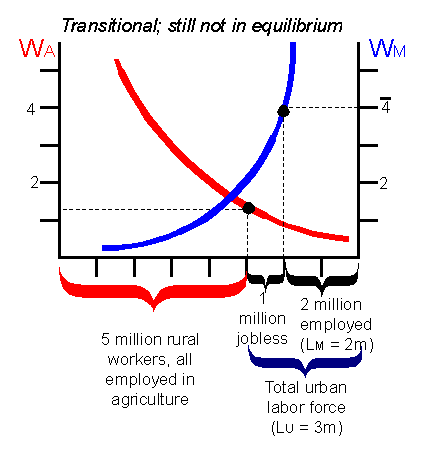 Transitional; still not in equilibrium
WA
WM
4
4
2
2
5 million rural
workers, all
employed in
agriculture
1
million
jobless
2 million
employed
(LM = 2m)
Total urban
labor force
(LU = 3m)